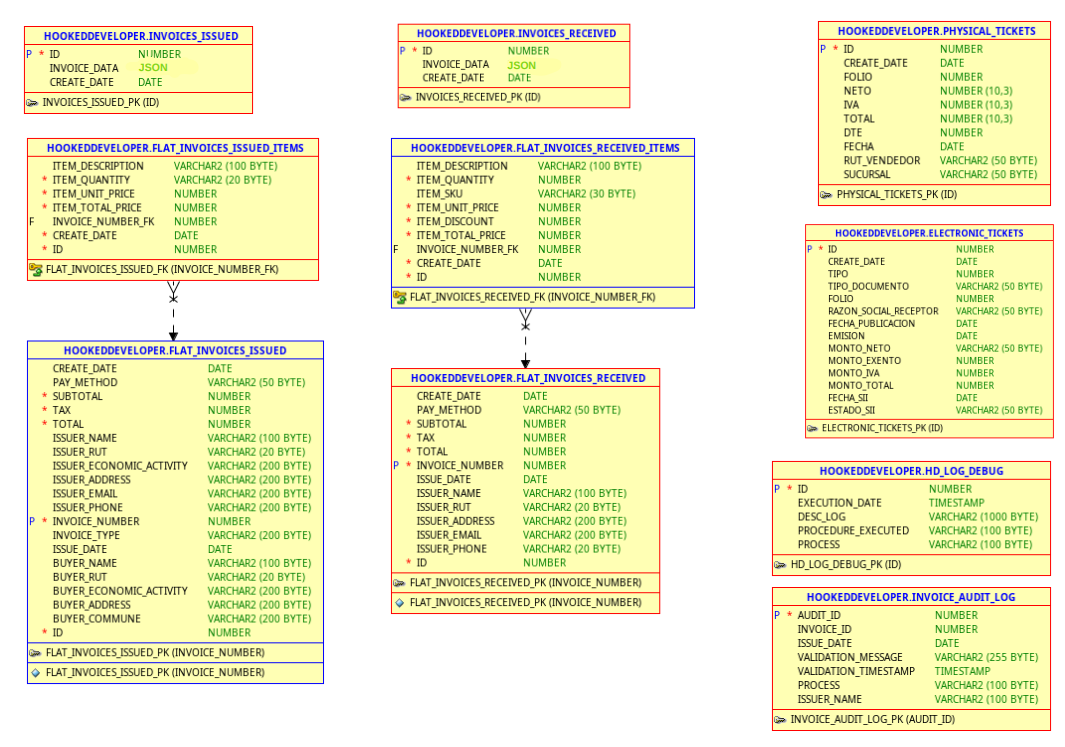 HOOKEDDEVELOPER.INVOICES_ISSUED
P * ID NUMBER
INVOICE_DATA JSON
CREATE_DATE DATE
INVOICES_ISSUED_PK (ID)
HOOKEDDEVELOPER.INVOICES_RECEIVED
P * ID NUMBER
INVOICE_DATA JSON
CREATE_DATE DATE
INVOICES_RECEIVED_PK (ID)
HOOKEDDEVELOPER.PHYSICAL_TICKETS
P * ID NUMBER
CREATE_DATE DATE
FOLIO NUMBER
NETO NUMBER (10,3)
IVA NUMBER (10,3)
TOTAL NUMBER (10,3)
DTE NUMBER
FECHA DATE
RUT_VENDEDOR VARCHAR2 (50 BYTE)
SUCURSAL VARCHAR2 (50 BYTE)
PHYSICAL_TICKETS_PK (ID)
HOOKEDDEVELOPER.FLAT_INVOICES_ISSUED_ITEMS
ITEM_DESCRIPTION VARCHAR2 (100 BYTE)
* ITEM_QUANTITY VARCHAR2 (20 BYTE)
* ITEM_UNIT_PRICE NUMBER
* ITEM_TOTAL_PRICE NUMBER
F INVOICE_NUMBER_FK NUMBER
* CREATE_DATE DATE
* ID NUMBER
FLAT_INVOICES_ISSUED_FK (INVOICE_NUMBER_FK)
HOOKEDDEVELOPER.FLAT_INVOICES_RECEIVED_ITEMS
ITEM_DESCRIPTION VARCHAR2 (100 BYTE)
* ITEM_QUANTITY NUMBER
ITEM_SKU VARCHAR2 (30 BYTE)
* ITEM_UNIT_PRICE NUMBER
* ITEM_DISCOUNT NUMBER
* ITEM_TOTAL_PRICE NUMBER
F INVOICE_NUMBER_FK NUMBER
* CREATE_DATE DATE
* ID NUMBER
FLAT_INVOICES_RECEIVED_FK (INVOICE_NUMBER_FK)
HOOKEDDEVELOPER.ELECTRONIC_TICKETS
P * ID NUMBER
CREATE_DATE DATE
TIPO NUMBER
TIPO_DOCUMENTO VARCHAR2 (50 BYTE)
FOLIO NUMBER
RAZON_SOCIAL_RECEPTOR VARCHAR2 (50 BYTE)
FECHA_PUBLICACION DATE
EMISION DATE
MONTO_NETO VARCHAR2 (50 BYTE)
MONTO_EXENTO NUMBER
MONTO_IVA NUMBER
MONTO_TOTAL NUMBER
FECHA_SII DATE
ESTADO_SII VARCHAR2 (50 BYTE)
ELECTRONIC_TICKETS_PK (ID)
HOOKEDDEVELOPER.FLAT_INVOICES_ISSUED
CREATE_DATE DATE
PAY_METHOD VARCHAR2 (50 BYTE)
* SUBTOTAL NUMBER
* TAX NUMBER
* TOTAL NUMBER
ISSUER_NAME VARCHAR2 (100 BYTE)
ISSUER_RUT VARCHAR2 (20 BYTE)
ISSUER_ECONOMIC_ACTIVITY VARCHAR2 (200 BYTE)
ISSUER_ADDRESS VARCHAR2 (200 BYTE)
ISSUER_EMAIL VARCHAR2 (200 BYTE)
ISSUER_PHONE VARCHAR2 (200 BYTE)
P * INVOICE_NUMBER NUMBER
INVOICE_TYPE VARCHAR2 (200 BYTE)
ISSUE_DATE DATE
BUYER_NAME VARCHAR2 (100 BYTE)
BUYER_RUT VARCHAR2 (20 BYTE)
BUYER_ECONOMIC_ACTIVITY VARCHAR2 (200 BYTE)
BUYER_ADDRESS VARCHAR2 (200 BYTE)
BUYER_COMMUNE VARCHAR2 (200 BYTE)
* ID NUMBER
FLAT_INVOICES_ISSUED_PK (INVOICE_NUMBER)
FLAT_INVOICES_ISSUED_PK (INVOICE_NUMBER)
HOOKEDDEVELOPER.FLAT_INVOICES_RECEIVED
CREATE_DATE DATE
PAY_METHOD VARCHAR2 (50 BYTE)
* SUBTOTAL NUMBER
* TAX NUMBER
* TOTAL NUMBER
P * INVOICE_NUMBER NUMBER
ISSUE_DATE DATE
ISSUER_NAME VARCHAR2 (100 BYTE)
ISSUER_RUT VARCHAR2 (20 BYTE)
ISSUER_ADDRESS VARCHAR2 (200 BYTE)
ISSUER_EMAIL VARCHAR2 (200 BYTE)
ISSUER_PHONE VARCHAR2 (20 BYTE)
* ID NUMBER
FLAT_INVOICES_RECEIVED_PK (INVOICE_NUMBER)
FLAT_INVOICES_RECEIVED_PK (INVOICE_NUMBER)
HOOKEDDEVELOPER.HD_LOG_DEBUG
P * ID NUMBER
EXECUTION_DATE TIMESTAMP
DESC_LOG VARCHAR2 (1000 BYTE)
PROCEDURE_EXECUTED VARCHAR2 (100 BYTE)
PROCESS VARCHAR2 (100 BYTE)
HD_LOG_DEBUG_PK (ID)
HOOKEDDEVELOPER.INVOICE_AUDIT_LOG
P * AUDIT_ID NUMBER
INVOICE_ID NUMBER
ISSUE_DATE DATE
VALIDATION_MESSAGE VARCHAR2 (255 BYTE)
VALIDATION_TIMESTAMP TIMESTAMP
PROCESS VARCHAR2 (100 BYTE)
ISSUER_NAME VARCHAR2 (100 BYTE)
INVOICE_AUDIT_LOG_PK (AUDIT_ID)